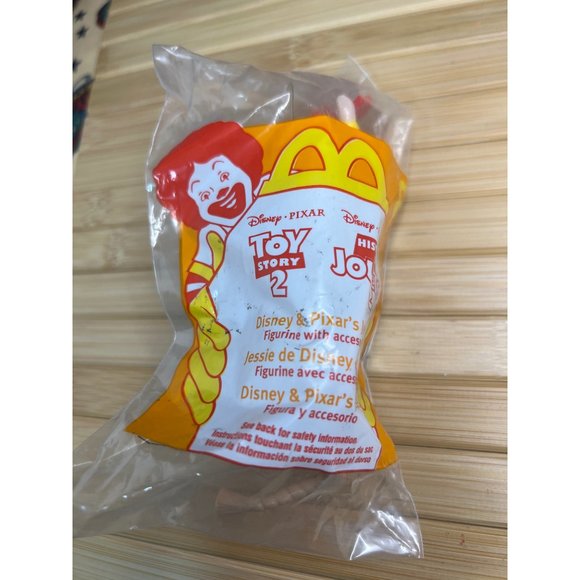 Disney · PIXAR
TOY
STORY
2
Disney ·
HIS
JO
Disney & Pixar's
Figurine with acces
Jessie de Disney
Figurine avec acces
Disney & Pixar's
Figura y accesorio
See back for safety information
Instructions touchant la sécurité au dos du sac
Véase la información sobre seguridad al dorso